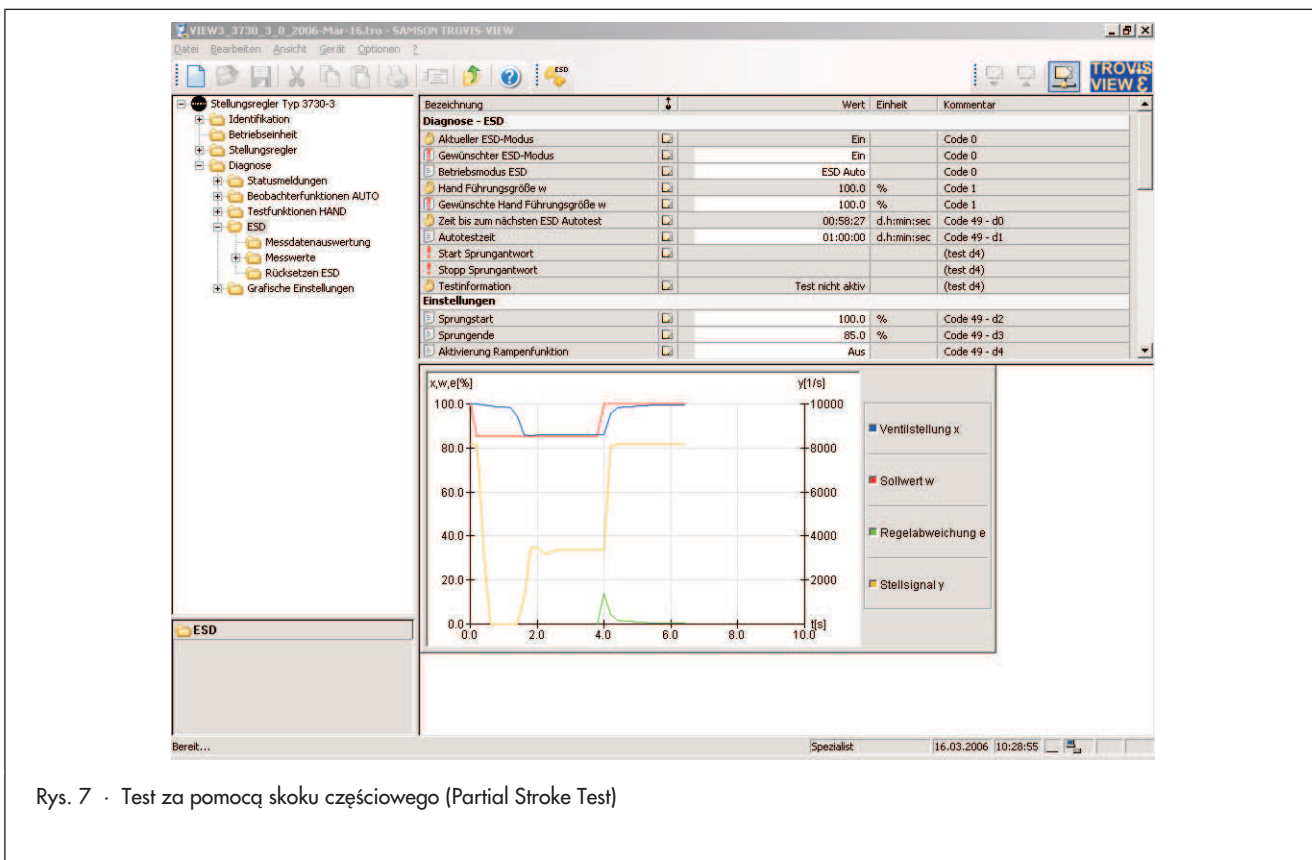 VIEW3_3730_3_0_2006-Mar-16.tro - SAMSON TROVIS-VIEW
Datei Bearbeiten Ansicht Gerät Optionen ?
ESD
TROVIS
VIEW 3
Stellungsregler Typ 3730-3
Identifikation
Betriebseinheit
Stellungsregler
Diagnose
Statusmeldungen
Beobachterfunktionen AUTO
Testfunktionen HAND
ESD
Messdatenauswertung
Messwerte
Rücksetzen ESD
Grafische Einstellungen
Bezeichnung Wert Einheit Kommentar
Diagnose - ESD
Aktueller ESD-Modus Ein Code 0
Gewünschter ESD-Modus Ein Code 0
Betriebsmodus ESD ESD Auto Code 0
Hand Führungsgröße w 100.0 % Code 1
Gewünschte Hand Führungsgröße w 100.0 % Code 1
Zeit bis zum nächsten ESD Autotest 00:58:27 d.h:min:sec Code 49 - d0
Autotestzeit 01:00:00 d.h:min:sec Code 49 - d1
Start Sprungantwort (test d4)
Stopp Sprungantwort (test d4)
Testinformation Test nicht aktiv (test d4)
Einstellungen
Sprungstart 100.0 % Code 49 - d2
Sprungende 85.0 % Code 49 - d3
Aktivierung Rampenfunktion Aus Code 49 - d4
x,w,e[%] y[1/s]
100.0 10000
80.0 8000
60.0 6000
40.0 4000
20.0 2000
0.0 t[s]
0.0 2.0 4.0 6.0 8.0 10.0
Ventilstellung x
Sollwert w
Regelabweichung e
Stellsignal y
ESD
Bereit... Spezialist 16.03.2006 10:28:55
Rys. 7 · Test za pomocą skoku częściowego (Partial Stroke Test)